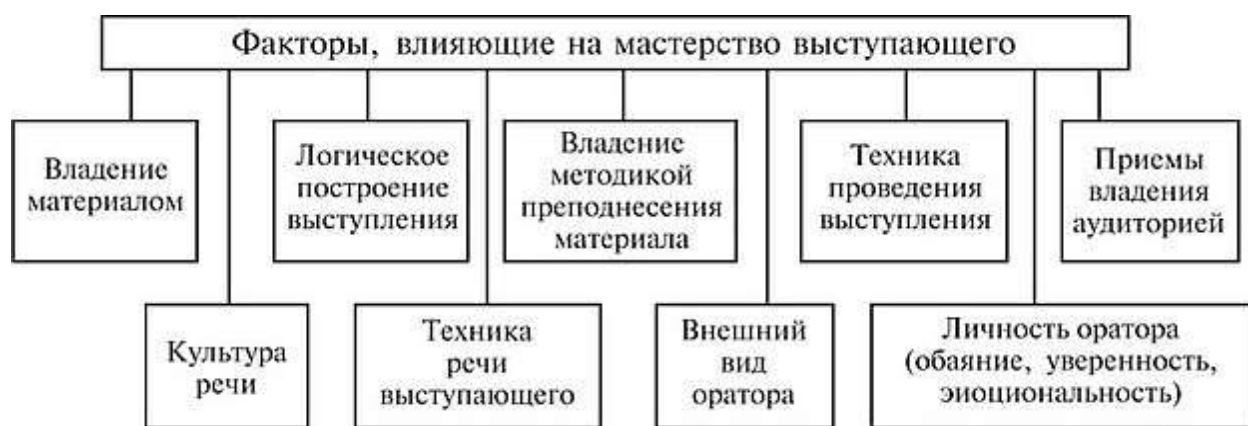 Факторы, влияющие на мастерство выступающего
Владение
материалом
Логическое
построение
выступления
Владение
методикой
преподнесения
материала
Техника
проведения
выступления
Приемы
владения
аудиторией
Культура
речи
Техника
речи
выступающего
Внешний
вид
оратора
Личность оратора
(обаяние, уверенность,
эиоциональность)